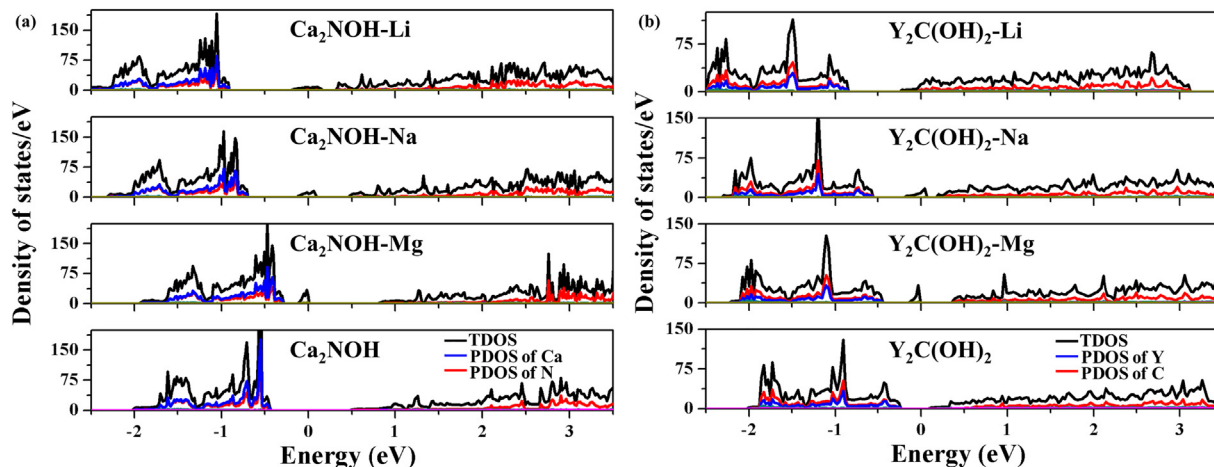 (a)
Density of states/eV
Ca₂NOH-Li
150
75
0
Ca₂NOH-Na
150
75
0
Ca₂NOH-Mg
150
75
0
Ca₂NOH
TDOS
PDOS of Ca
PDOS of N
150
75
0
-2 -1 0 1 2 3
Energy (eV)
(b)
Density of states/eV
Y₂C(OH)₂-Li
150
75
0
Y₂C(OH)₂-Na
150
75
0
Y₂C(OH)₂-Mg
150
75
0
Y₂C(OH)₂
TDOS
PDOS of Y
PDOS of C
150
75
0
-2 -1 0 1 2 3
Energy (eV)